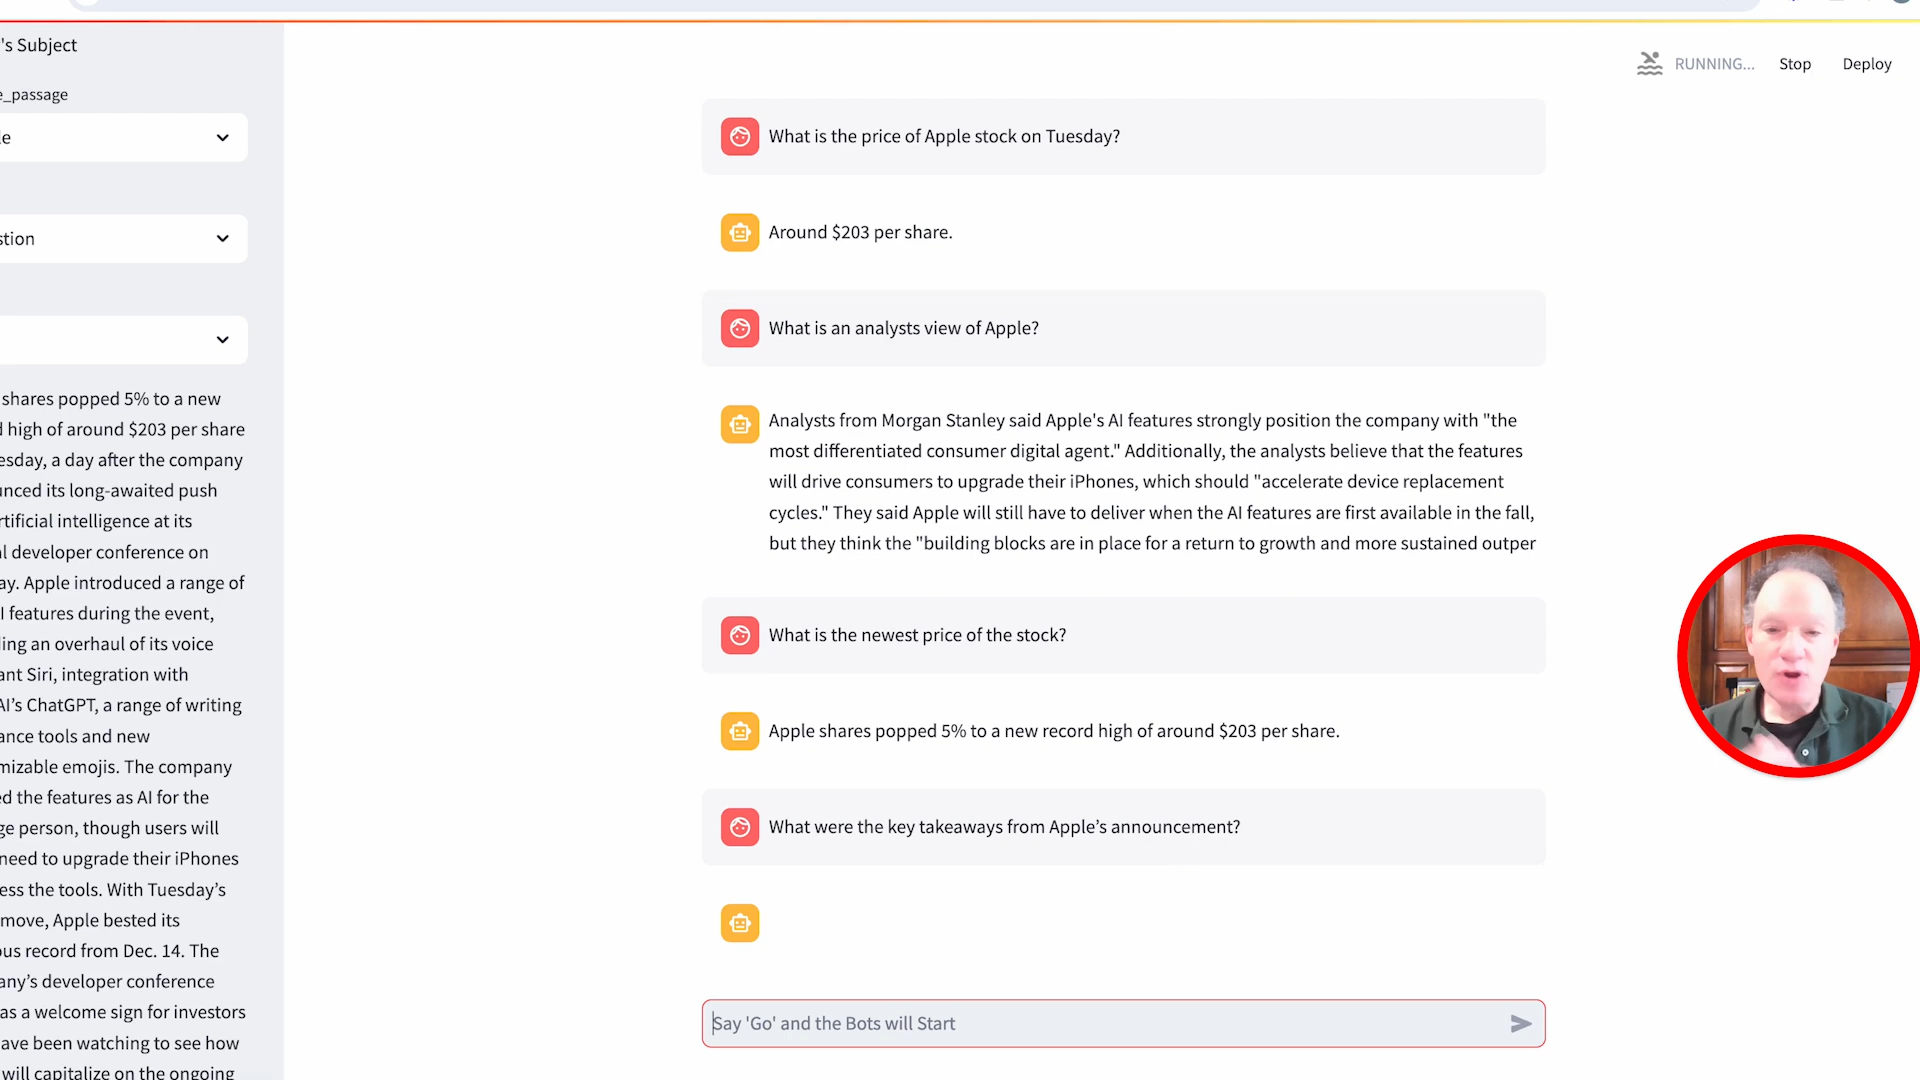 's Subject
RUNNING...
Stop
Deploy
e_passage
le
stion
shares popped 5% to a new
d high of around $203 per share
esday, a day after the company
unced its long-awaited push
rtificial intelligence at its
al developer conference on
ay. Apple introduced a range of
I features during the event,
ding an overhaul of its voice
ant Siri, integration with
AI’s ChatGPT, a range of writing
ance tools and new
mizable emojis. The company
ed the features as AI for the
ge person, though users will
need to upgrade their iPhones
ess the tools. With Tuesday’s
move, Apple bested its
ous record from Dec. 14. The
any’s developer conference
as a welcome sign for investors
ave been watching to see how
will capitalize on the ongoing
What is the price of Apple stock on Tuesday?
Around $203 per share.
What is an analysts view of Apple?
Analysts from Morgan Stanley said Apple's AI features strongly position the company with "the
most differentiated consumer digital agent." Additionally, the analysts believe that the features
will drive consumers to upgrade their iPhones, which should "accelerate device replacement
cycles." They said Apple will still have to deliver when the AI features are first available in the fall,
but they think the "building blocks are in place for a return to growth and more sustained outper
What is the newest price of the stock?
Apple shares popped 5% to a new record high of around $203 per share.
What were the key takeaways from Apple’s announcement?
Say 'Go' and the Bots will Start